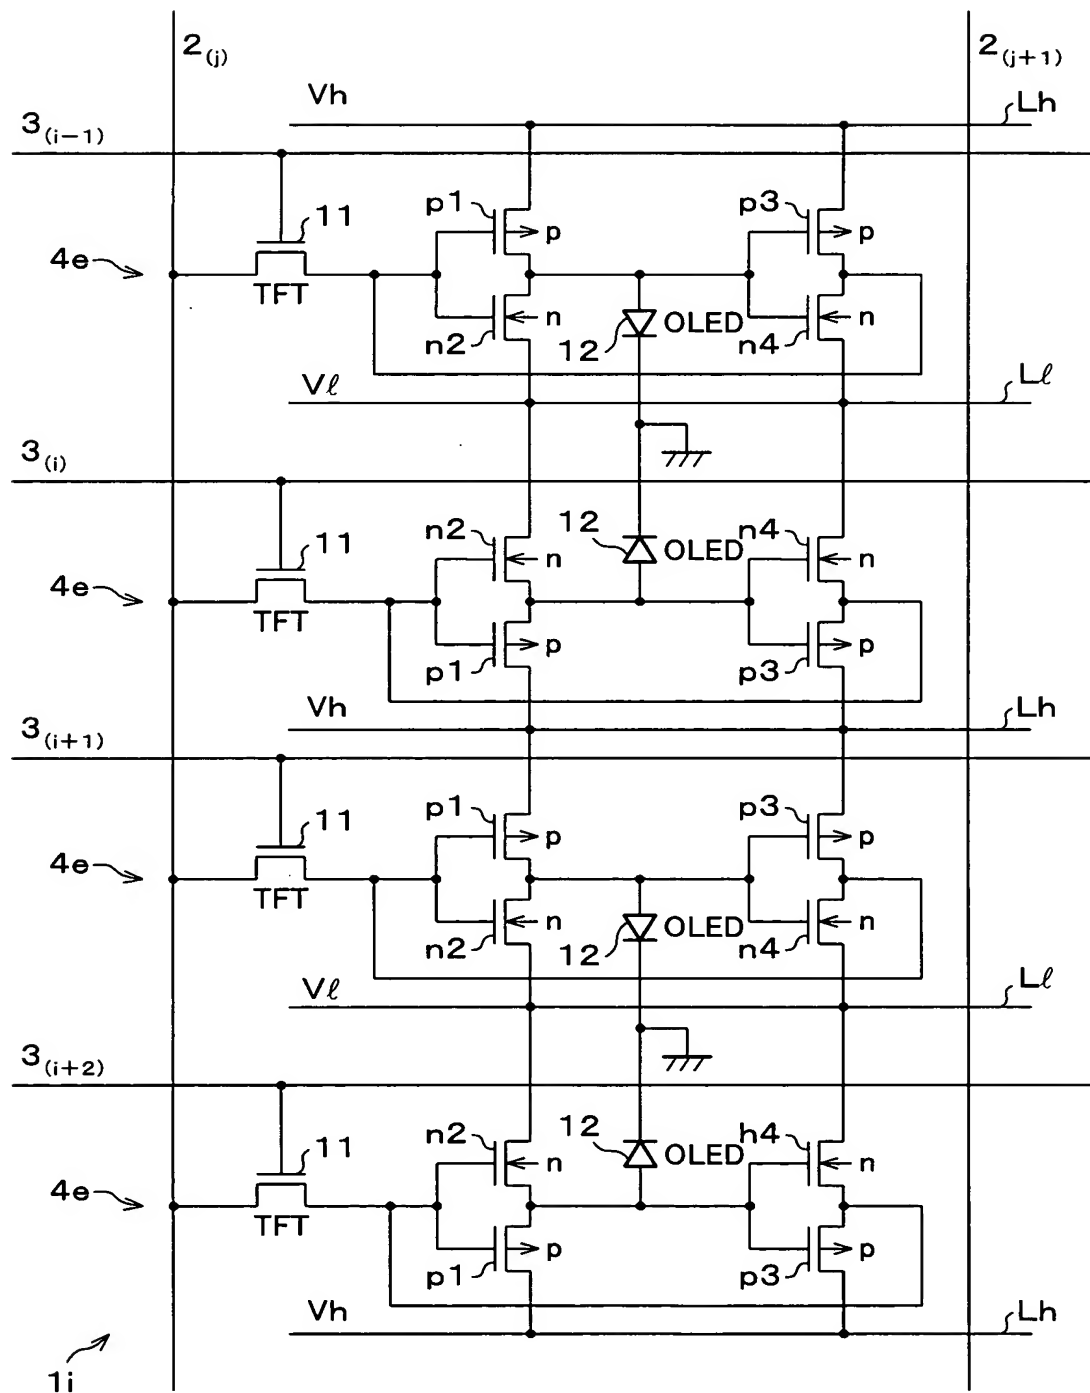 2(j)
2(j+1)
Vh
Lh
3(i-1)
p1
p3
11
p
p
4e
TFT
OLED
n
n
n2
12
n4
Vℓ
Lℓ
3(i)
n2
12
n4
11
OLED
n
n
4e
TFT
p
p
p1
p3
Vh
Lh
3(i+1)
p1
p3
11
p
p
4e
TFT
OLED
n
n
n2
12
n4
Vℓ
Lℓ
3(i+2)
n2
12
h4
11
OLED
n
n
4e
TFT
p
p
p1
p3
Vh
Lh
1i